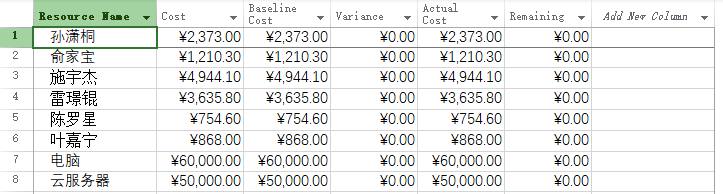 Resource Name Cost Baseline Cost Variance Actual Cost Remaining Add New Column
1 孙潇桐 ¥2,373.00 ¥2,373.00 ¥0.00 ¥2,373.00 ¥0.00
2 俞家宝 ¥1,210.30 ¥1,210.30 ¥0.00 ¥1,210.30 ¥0.00
3 施宇杰 ¥4,944.10 ¥4,944.10 ¥0.00 ¥4,944.10 ¥0.00
4 雷璟锟 ¥3,635.80 ¥3,635.80 ¥0.00 ¥3,635.80 ¥0.00
5 陈罗星 ¥754.60 ¥754.60 ¥0.00 ¥754.60 ¥0.00
6 叶嘉宁 ¥868.00 ¥868.00 ¥0.00 ¥868.00 ¥0.00
7 电脑 ¥60,000.00 ¥60,000.00 ¥0.00 ¥60,000.00 ¥0.00
8 云服务器 ¥50,000.00 ¥50,000.00 ¥0.00 ¥50,000.00 ¥0.00